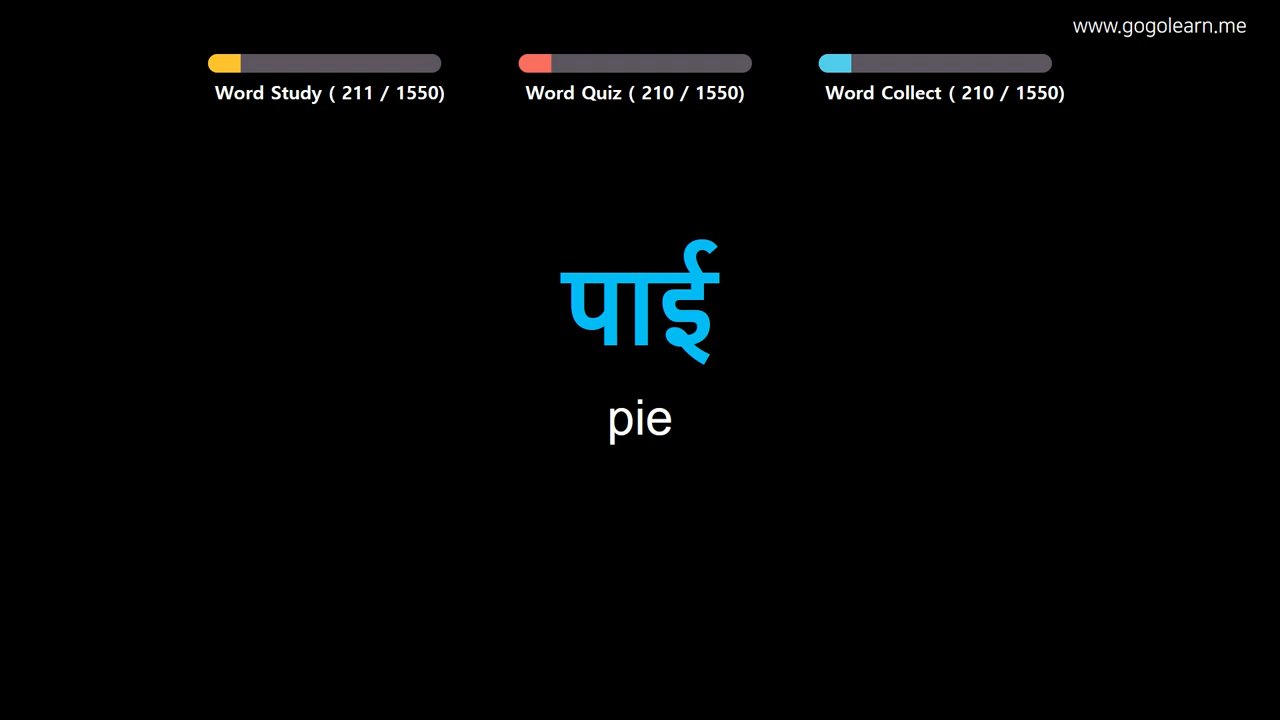 www.gogolearn.me
Word Study ( 211 / 1550)
Word Quiz ( 210 / 1550)
Word Collect ( 210 / 1550)
पाई
pie